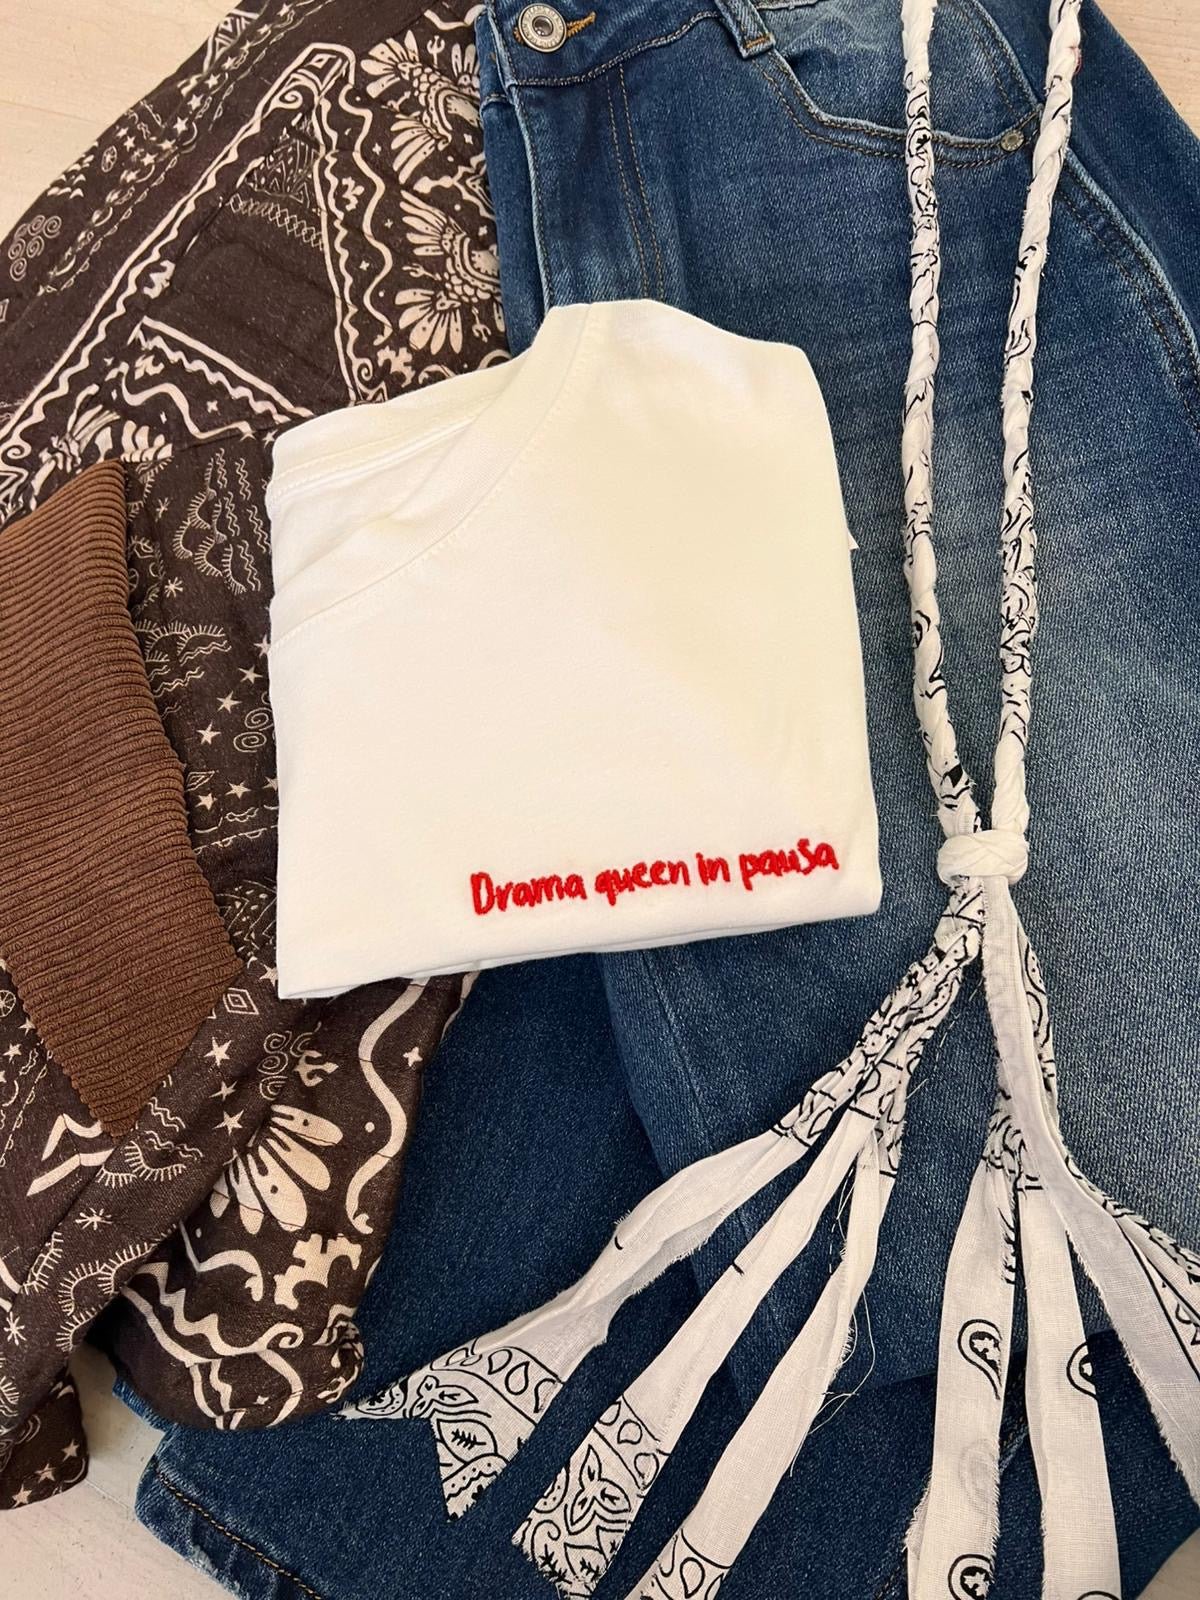 Drama queen in pausa